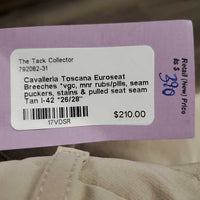 The Tack Collector
792082-31
Cavalleria Toscana Euroseat
Breeches *vgc, mnr rubs/pills, seam
puckers, stains & pulled seat seam
Tan I-42 *26/28"
$210.00
17VDSR
Retail (New) Price
is $ 390